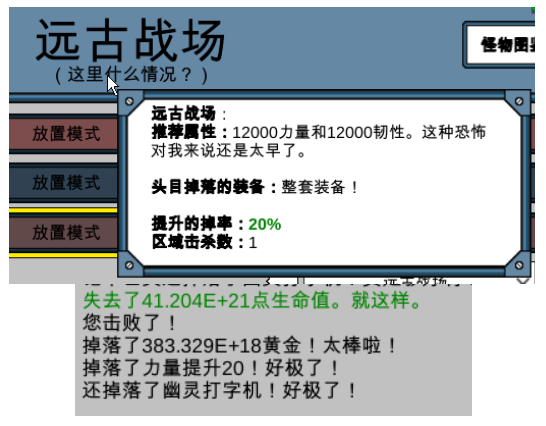 远古战场
（这里什么情况？）
怪物图
放置模式
放置模式
放置模式
远古战场：
推荐属性：12000力量和12000韧性。这种恐怖
对我来说还是太早了。
头目掉落的装备：整套装备！
提升的掉率：20%
区域击杀数：1
失去了41.204E+21点生命值。就这样。
您击败了！
掉落了383.329E+18黄金！太棒啦！
掉落了力量提升20！好极了！
还掉落了幽灵打字机！好极了！